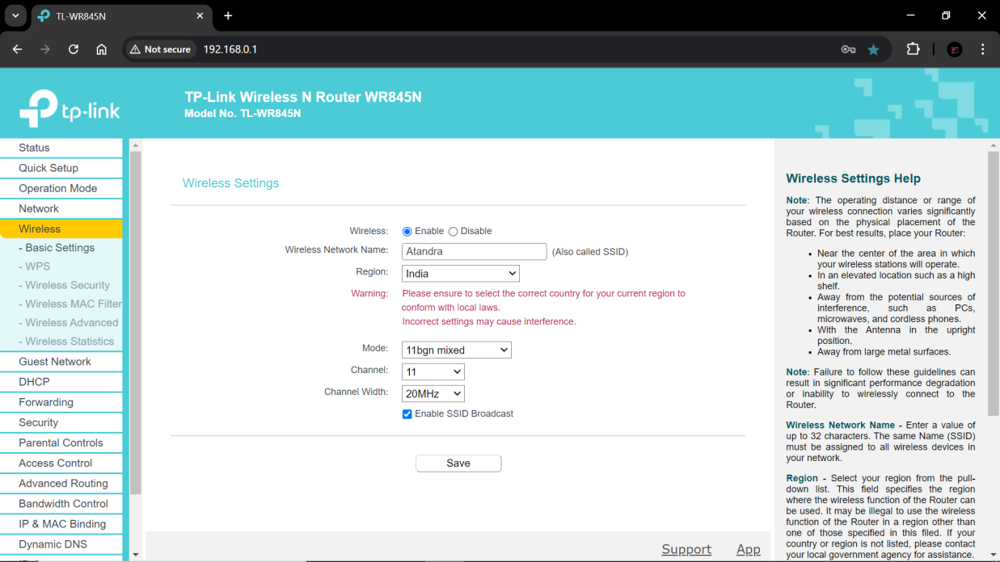 TL-WR845N
Not secure 192.168.0.1
tp-link
TP-Link Wireless N Router WR845N
Model No. TL-WR845N
Status
Quick Setup
Operation Mode
Network
Wireless
- Basic Settings
- WPS
- Wireless Security
- Wireless MAC Filter
- Wireless Advanced
- Wireless Statistics
Guest Network
DHCP
Forwarding
Security
Parental Controls
Access Control
Advanced Routing
Bandwidth Control
IP & MAC Binding
Dynamic DNS
Wireless Settings
Wireless: Enable Disable
Wireless Network Name: Atandra (Also called SSID)
Region: India
Warning: Please ensure to select the correct country for your current region to
conform with local laws.
Incorrect settings may cause interference.
Mode: 11bgn mixed
Channel: 11
Channel Width: 20MHz
Enable SSID Broadcast
Save
Support App
Wireless Settings Help
Note: The operating distance or range of
your wireless connection varies significantly
based on the physical placement of the
Router. For best results, place your Router:
• Near the center of the area in which
your wireless stations will operate.
• In an elevated location such as a high
shelf.
• Away from the potential sources of
interference, such as PCs,
microwaves, and cordless phones.
• With the Antenna in the upright
position.
• Away from large metal surfaces.
Note: Failure to follow these guidelines can
result in significant performance degradation
or inability to wirelessly connect to the
Router.
Wireless Network Name - Enter a value of
up to 32 characters. The same Name (SSID)
must be assigned to all wireless devices in
your network.
Region - Select your region from the pull-
down list. This field specifies the region
where the wireless function of the Router can
be used. It may be illegal to use the wireless
function of the Router in a region other than
one of those specified in this filed. If your
country or region is not listed, please contact
your local government agency for assistance.